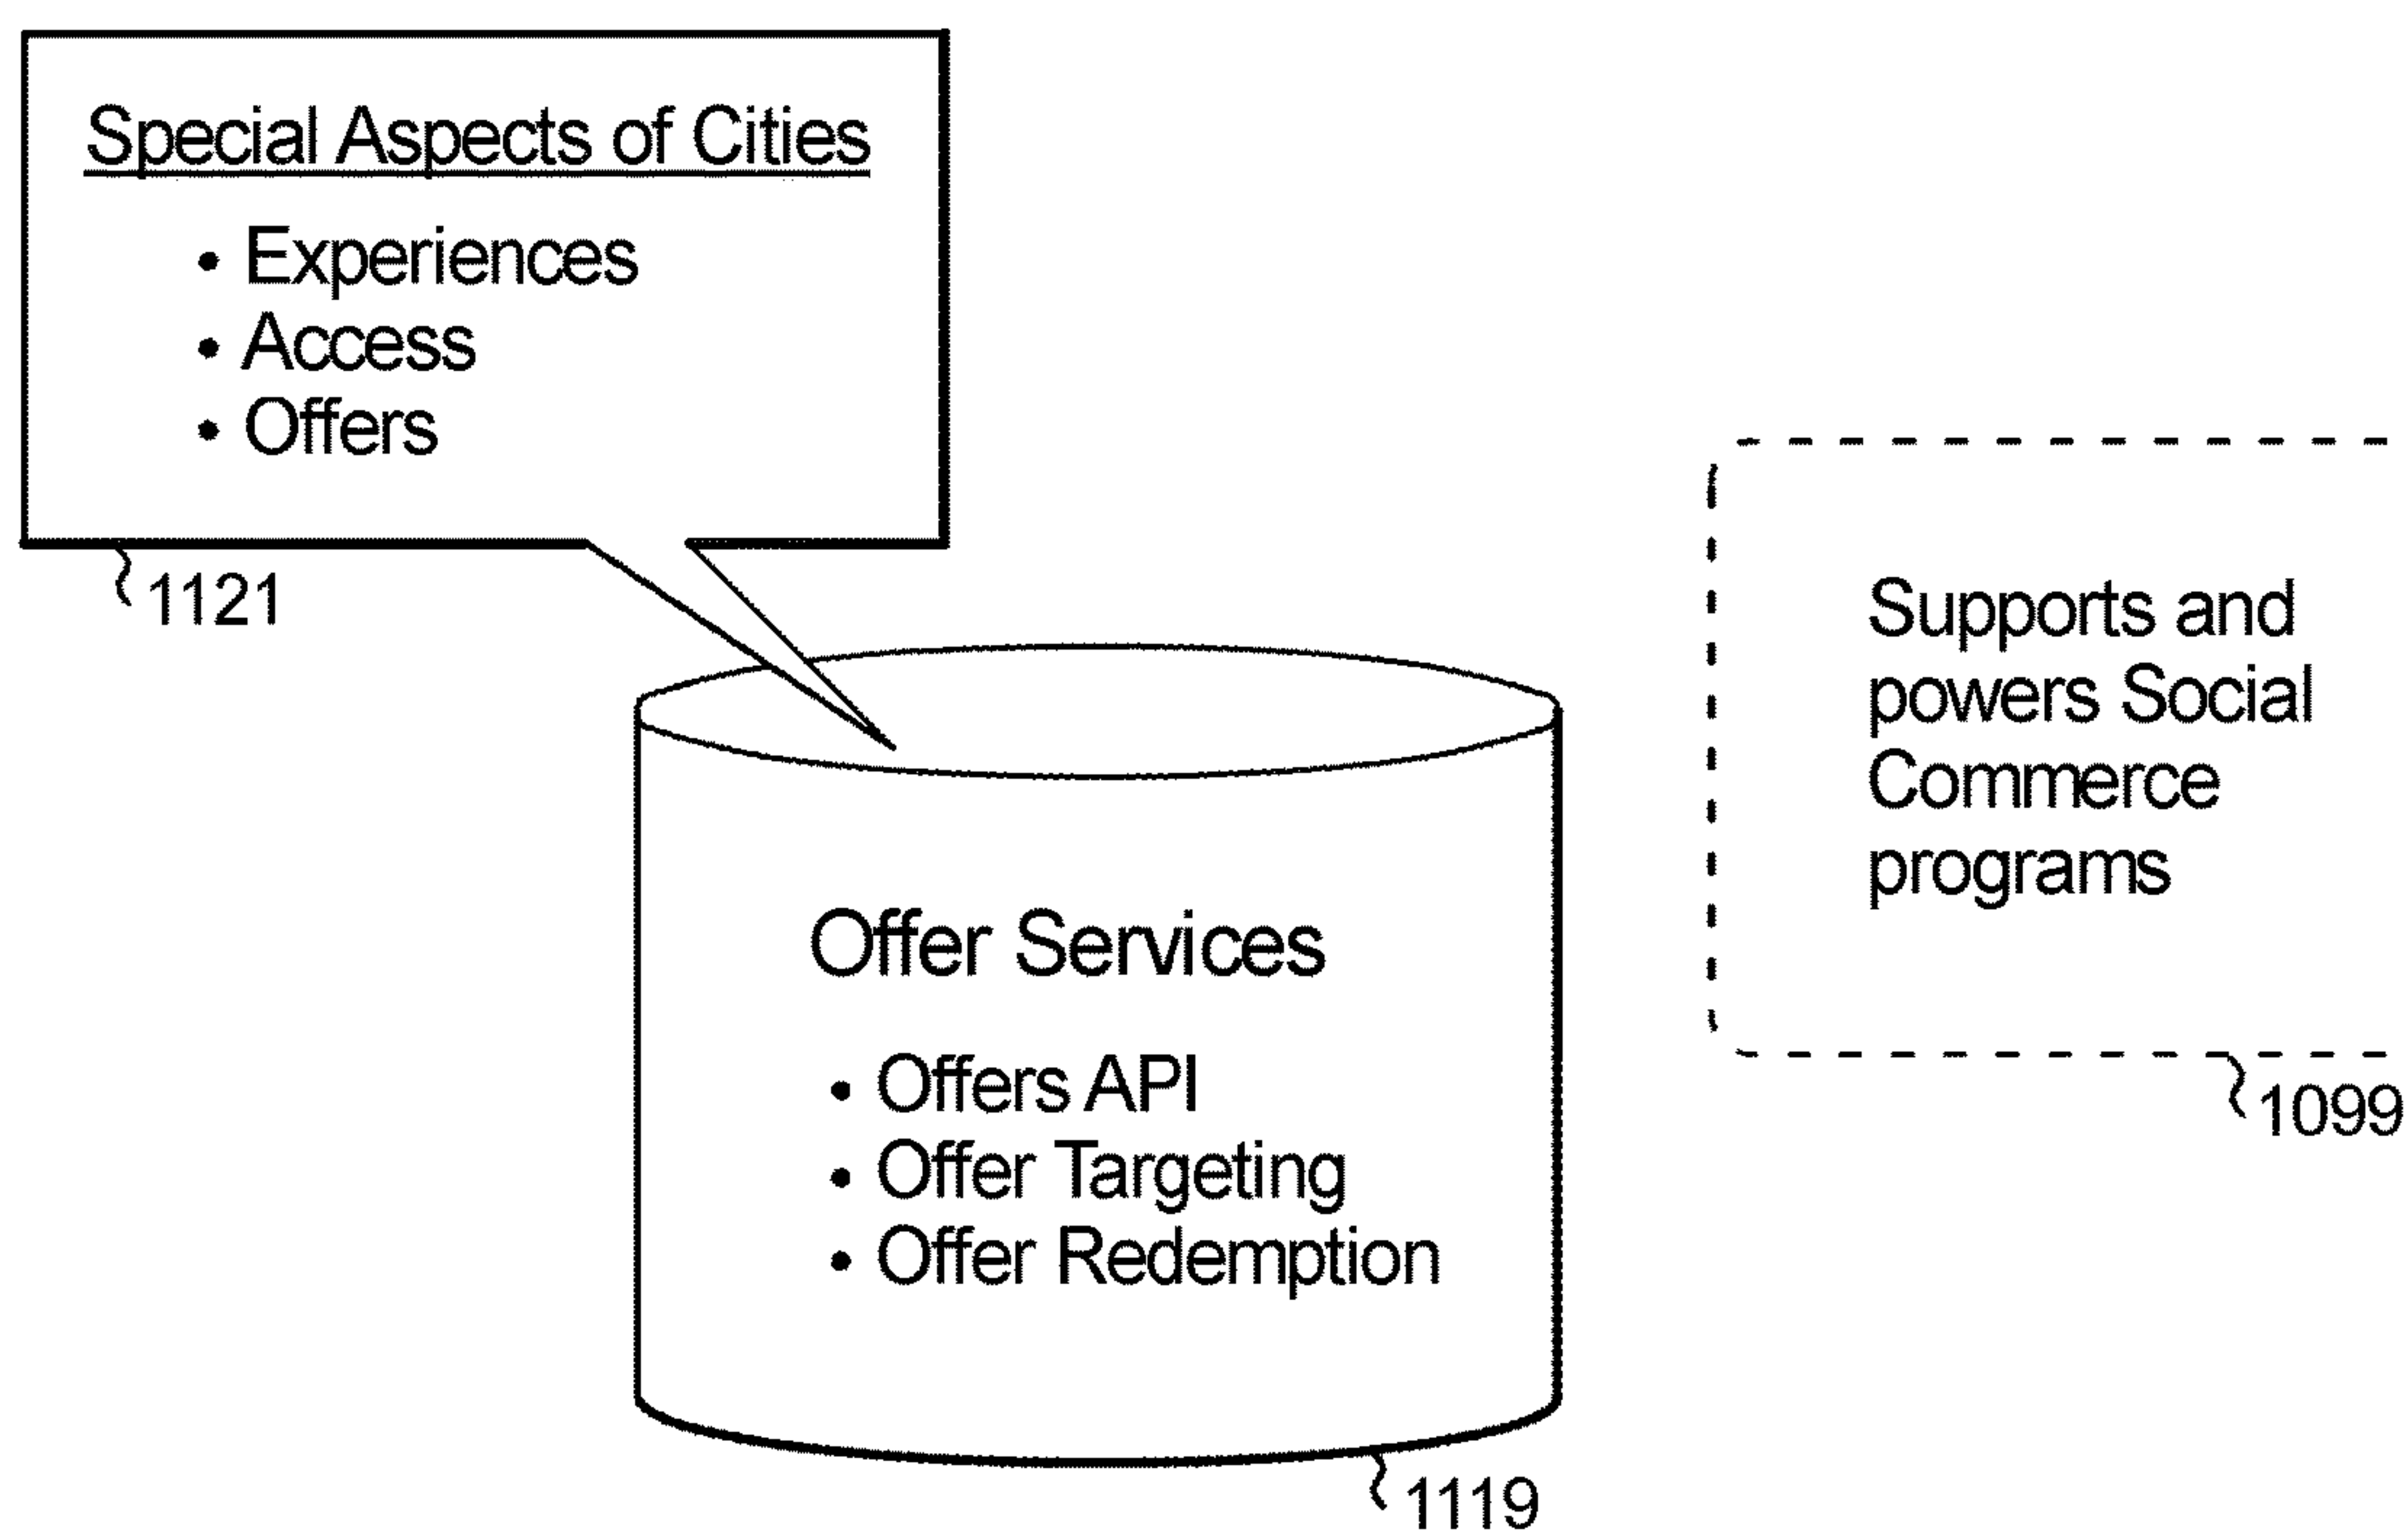 Special Aspects of Cities
• Experiences
• Access
• Offers
1121
Supports and
powers Social
Commerce
programs
1099
Offer Services
• Offers API
• Offer Targeting
• Offer Redemption
1119